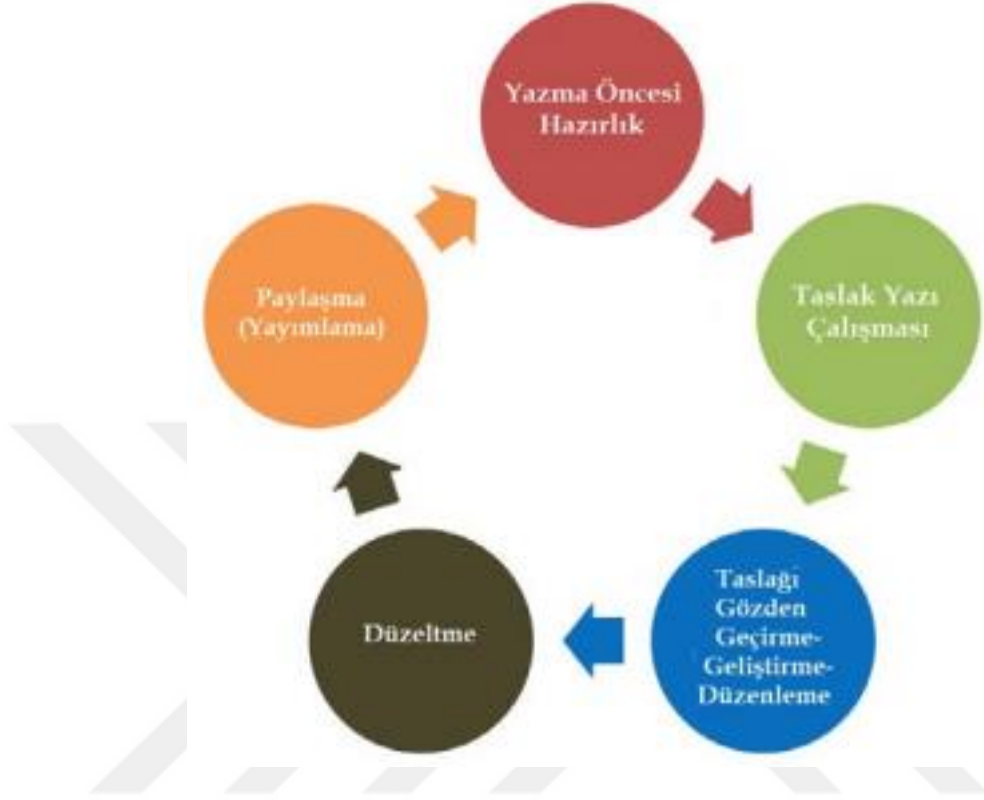 Yazma Öncesi
Hazırlık
Taslak Yazı
Çalışması
Taslağı
Gözden
Geçirme-
Geliştirme-
Düzenleme
Düzeltme
Paylaşma
(Yayımlama)